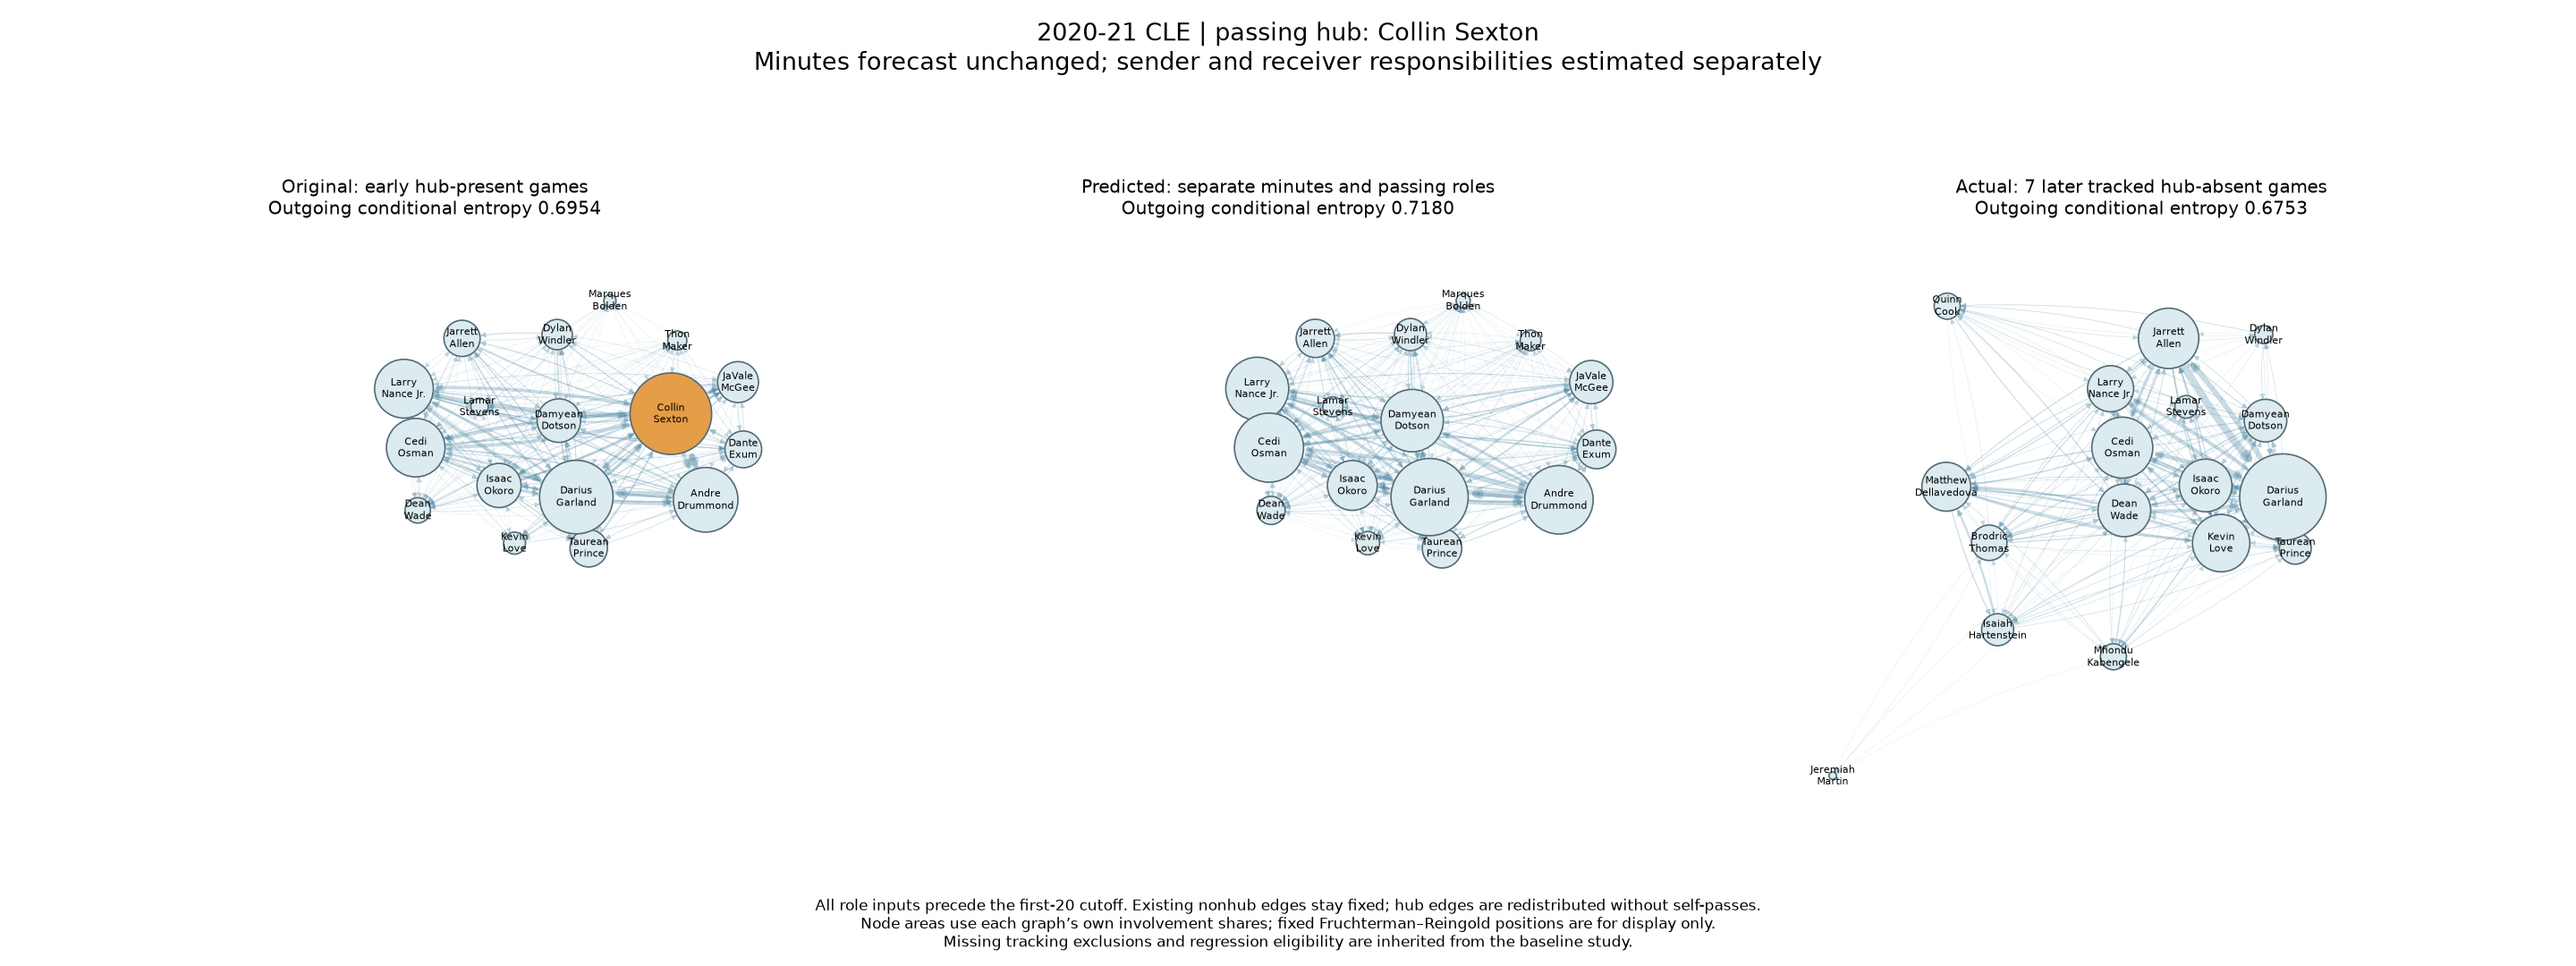 2020-21 CLE | passing hub: Collin Sexton
Minutes forecast unchanged; sender and receiver responsibilities estimated separately
Original: early hub-present games
Outgoing conditional entropy 0.6954
Marques
Bolden
Jarrett
Allen
Dylan
Windler
Thon
Maker
JaVale
McGee
Larry
Nance Jr.
Lamar
Stevens
Collin
Sexton
Damyean
Dotson
Cedi
Osman
Dante
Exum
Isaac
Okoro
Darius
Garland
Andre
Drummond
Dean
Wade
Kevin
Love
Taurean
Prince
Predicted: separate minutes and passing roles
Outgoing conditional entropy 0.7180
Marques
Bolden
Jarrett
Allen
Dylan
Windler
Thon
Maker
JaVale
McGee
Larry
Nance Jr.
Lamar
Stevens
Damyean
Dotson
Cedi
Osman
Dante
Exum
Isaac
Okoro
Darius
Garland
Andre
Drummond
Dean
Wade
Kevin
Love
Taurean
Prince
Actual: 7 later tracked hub-absent games
Outgoing conditional entropy 0.6753
Quinn
Cook
Jarrett
Allen
Dylan
Windler
Larry
Nance Jr.
Lamar
Stevens
Damyean
Dotson
Cedi
Osman
Matthew
Dellavedova
Isaac
Okoro
Darius
Garland
Dean
Wade
Brodric
Thomas
Kevin
Love
Taurean
Prince
Isaiah
Hartenstein
Mfiondu
Kabengele
Jeremiah
Martin
All role inputs precede the first-20 cutoff. Existing nonhub edges stay fixed; hub edges are redistributed without self-passes.
Node areas use each graph’s own involvement shares; fixed Fruchterman–Reingold positions are for display only.
Missing tracking exclusions and regression eligibility are inherited from the baseline study.